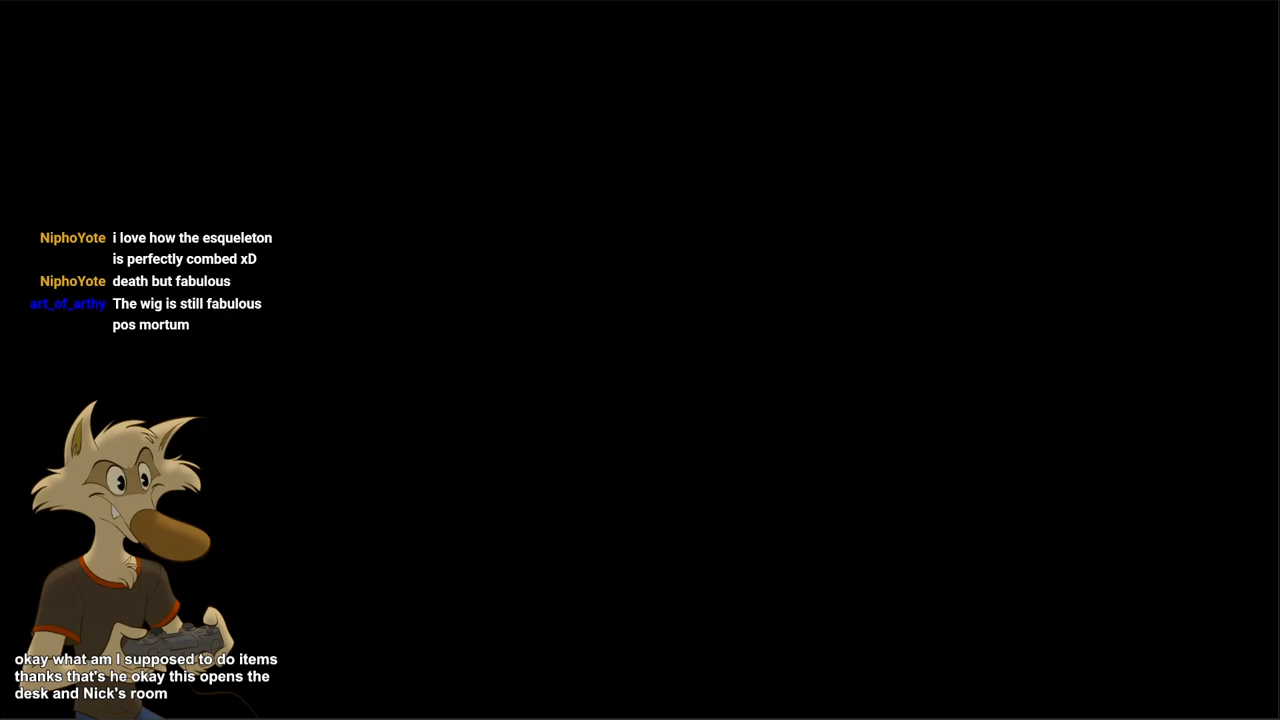 NiphoYote i love how the esqueleton
is perfectly combed xD
NiphoYote death but fabulous
art_of_arthy The wig is still fabulous
pos mortum
okay what am I supposed to do items
thanks that's he okay this opens the
desk and Nick's room